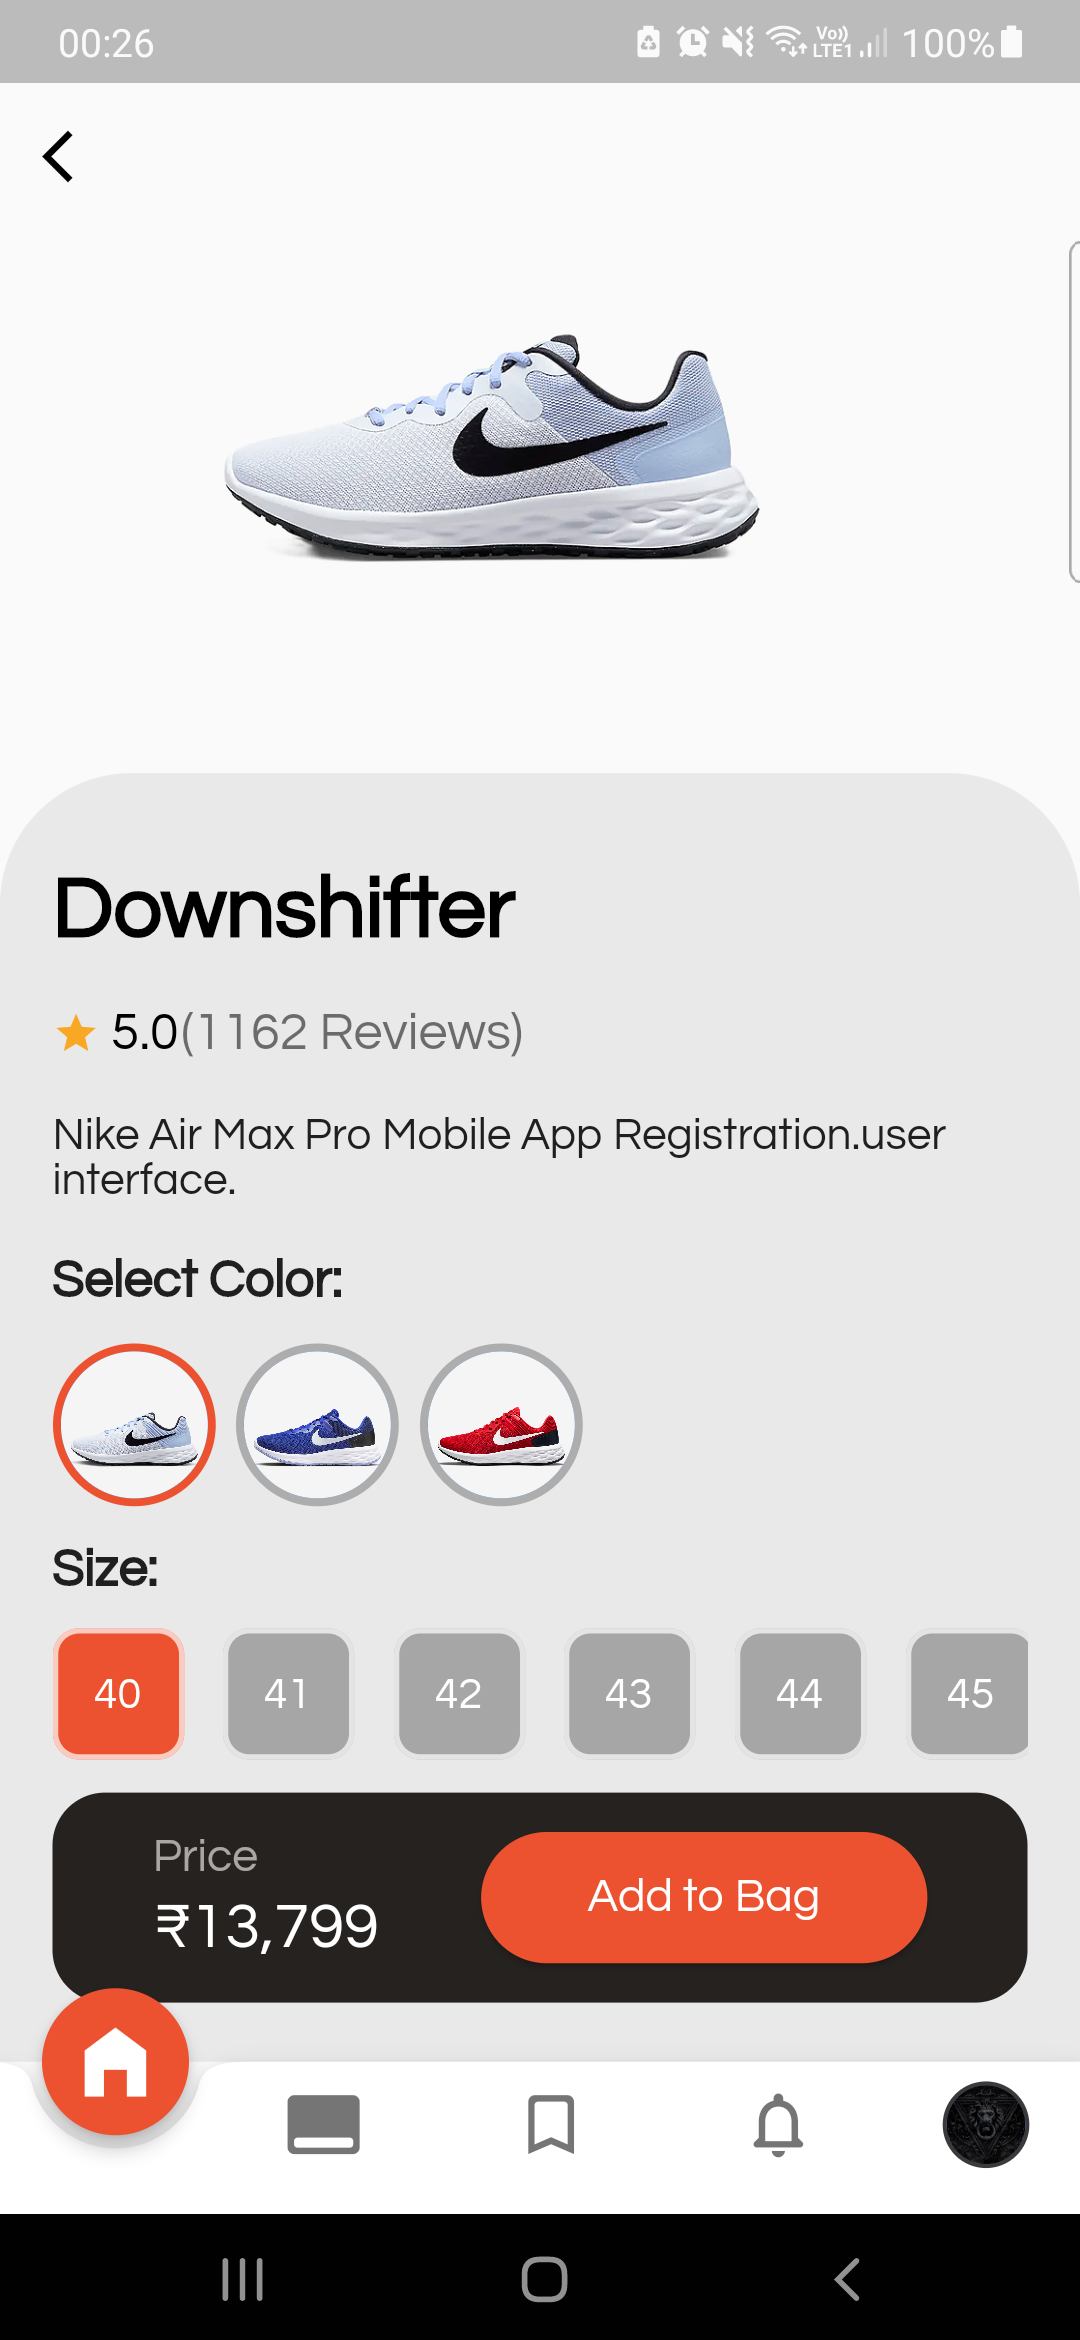 00:26
Vo))
LTE1
100%
Downshifter
5.0(1162 Reviews)
Nike Air Max Pro Mobile App Registration.user
interface.
Select Color:
Size:
40 41 42 43 44 45
Price
₹13,799
Add to Bag